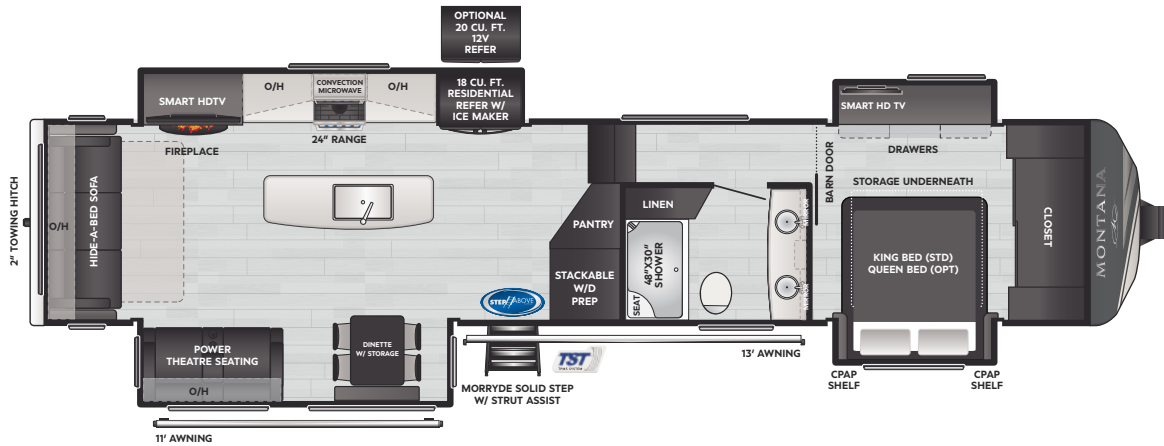 OPTIONAL
20 CU. FT.
12V
REFER
SMART HDTV
O/H
CONVECTION
MICROWAVE
O/H
18 CU. FT.
RESIDENTIAL
REFER W/
ICE MAKER
FIREPLACE
24" RANGE
2" TOWING HITCH
O/H
HIDE-A-BED SOFA
PANTRY
STACKABLE
W/D
PREP
LINEN
48"X30"
SHOWER
SEAT
BARN DOOR
SMART HD TV
DRAWERS
STORAGE UNDERNEATH
KING BED (STD)
QUEEN BED (OPT)
CLOSET
MONTANA
CPAP
SHELF
CPAP
SHELF
STEP ABOVE
POWER
THEATRE SEATING
O/H
DINETTE
W/ STORAGE
TST
MORRYDE SOLID STEP
W/ STRUT ASSIST
13' AWNING
11' AWNING